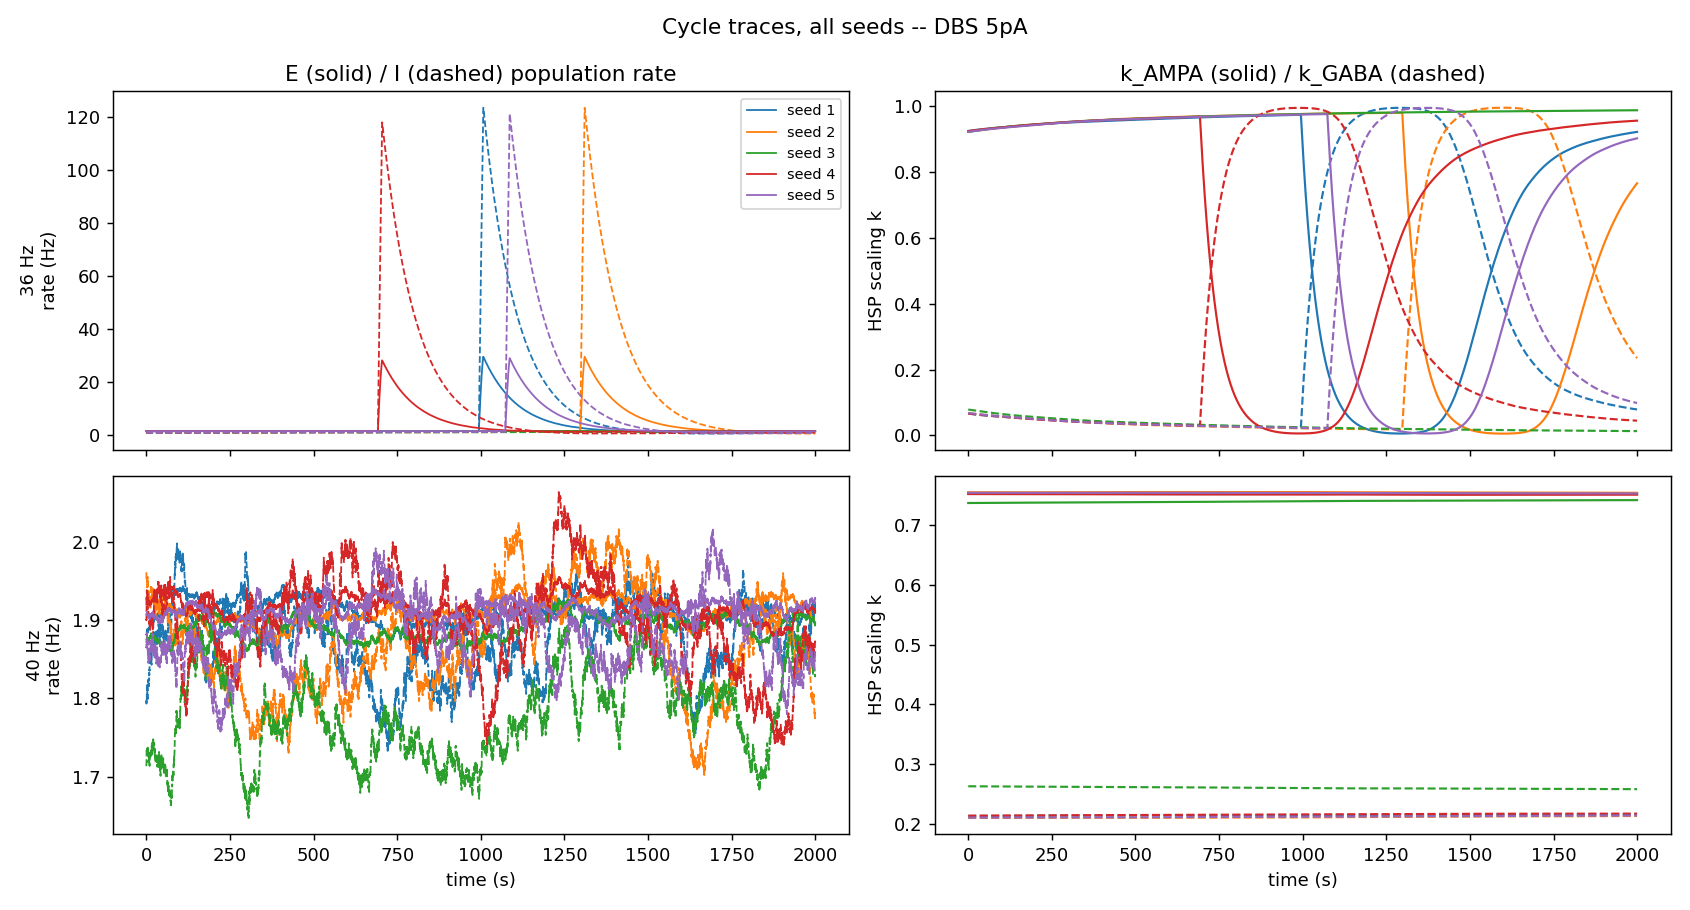 Cycle traces, all seeds -- DBS 5pA
E (solid) / I (dashed) population rate
36 Hz
rate (Hz)
120
100
80
60
40
20
0
seed 1
seed 2
seed 3
seed 4
seed 5
k_AMPA (solid) / k_GABA (dashed)
HSP scaling k
1.0
0.8
0.6
0.4
0.2
0.0
40 Hz
rate (Hz)
2.0
1.9
1.8
1.7
0 250 500 750 1000 1250 1500 1750 2000
time (s)
HSP scaling k
0.7
0.6
0.5
0.4
0.3
0.2
0 250 500 750 1000 1250 1500 1750 2000
time (s)